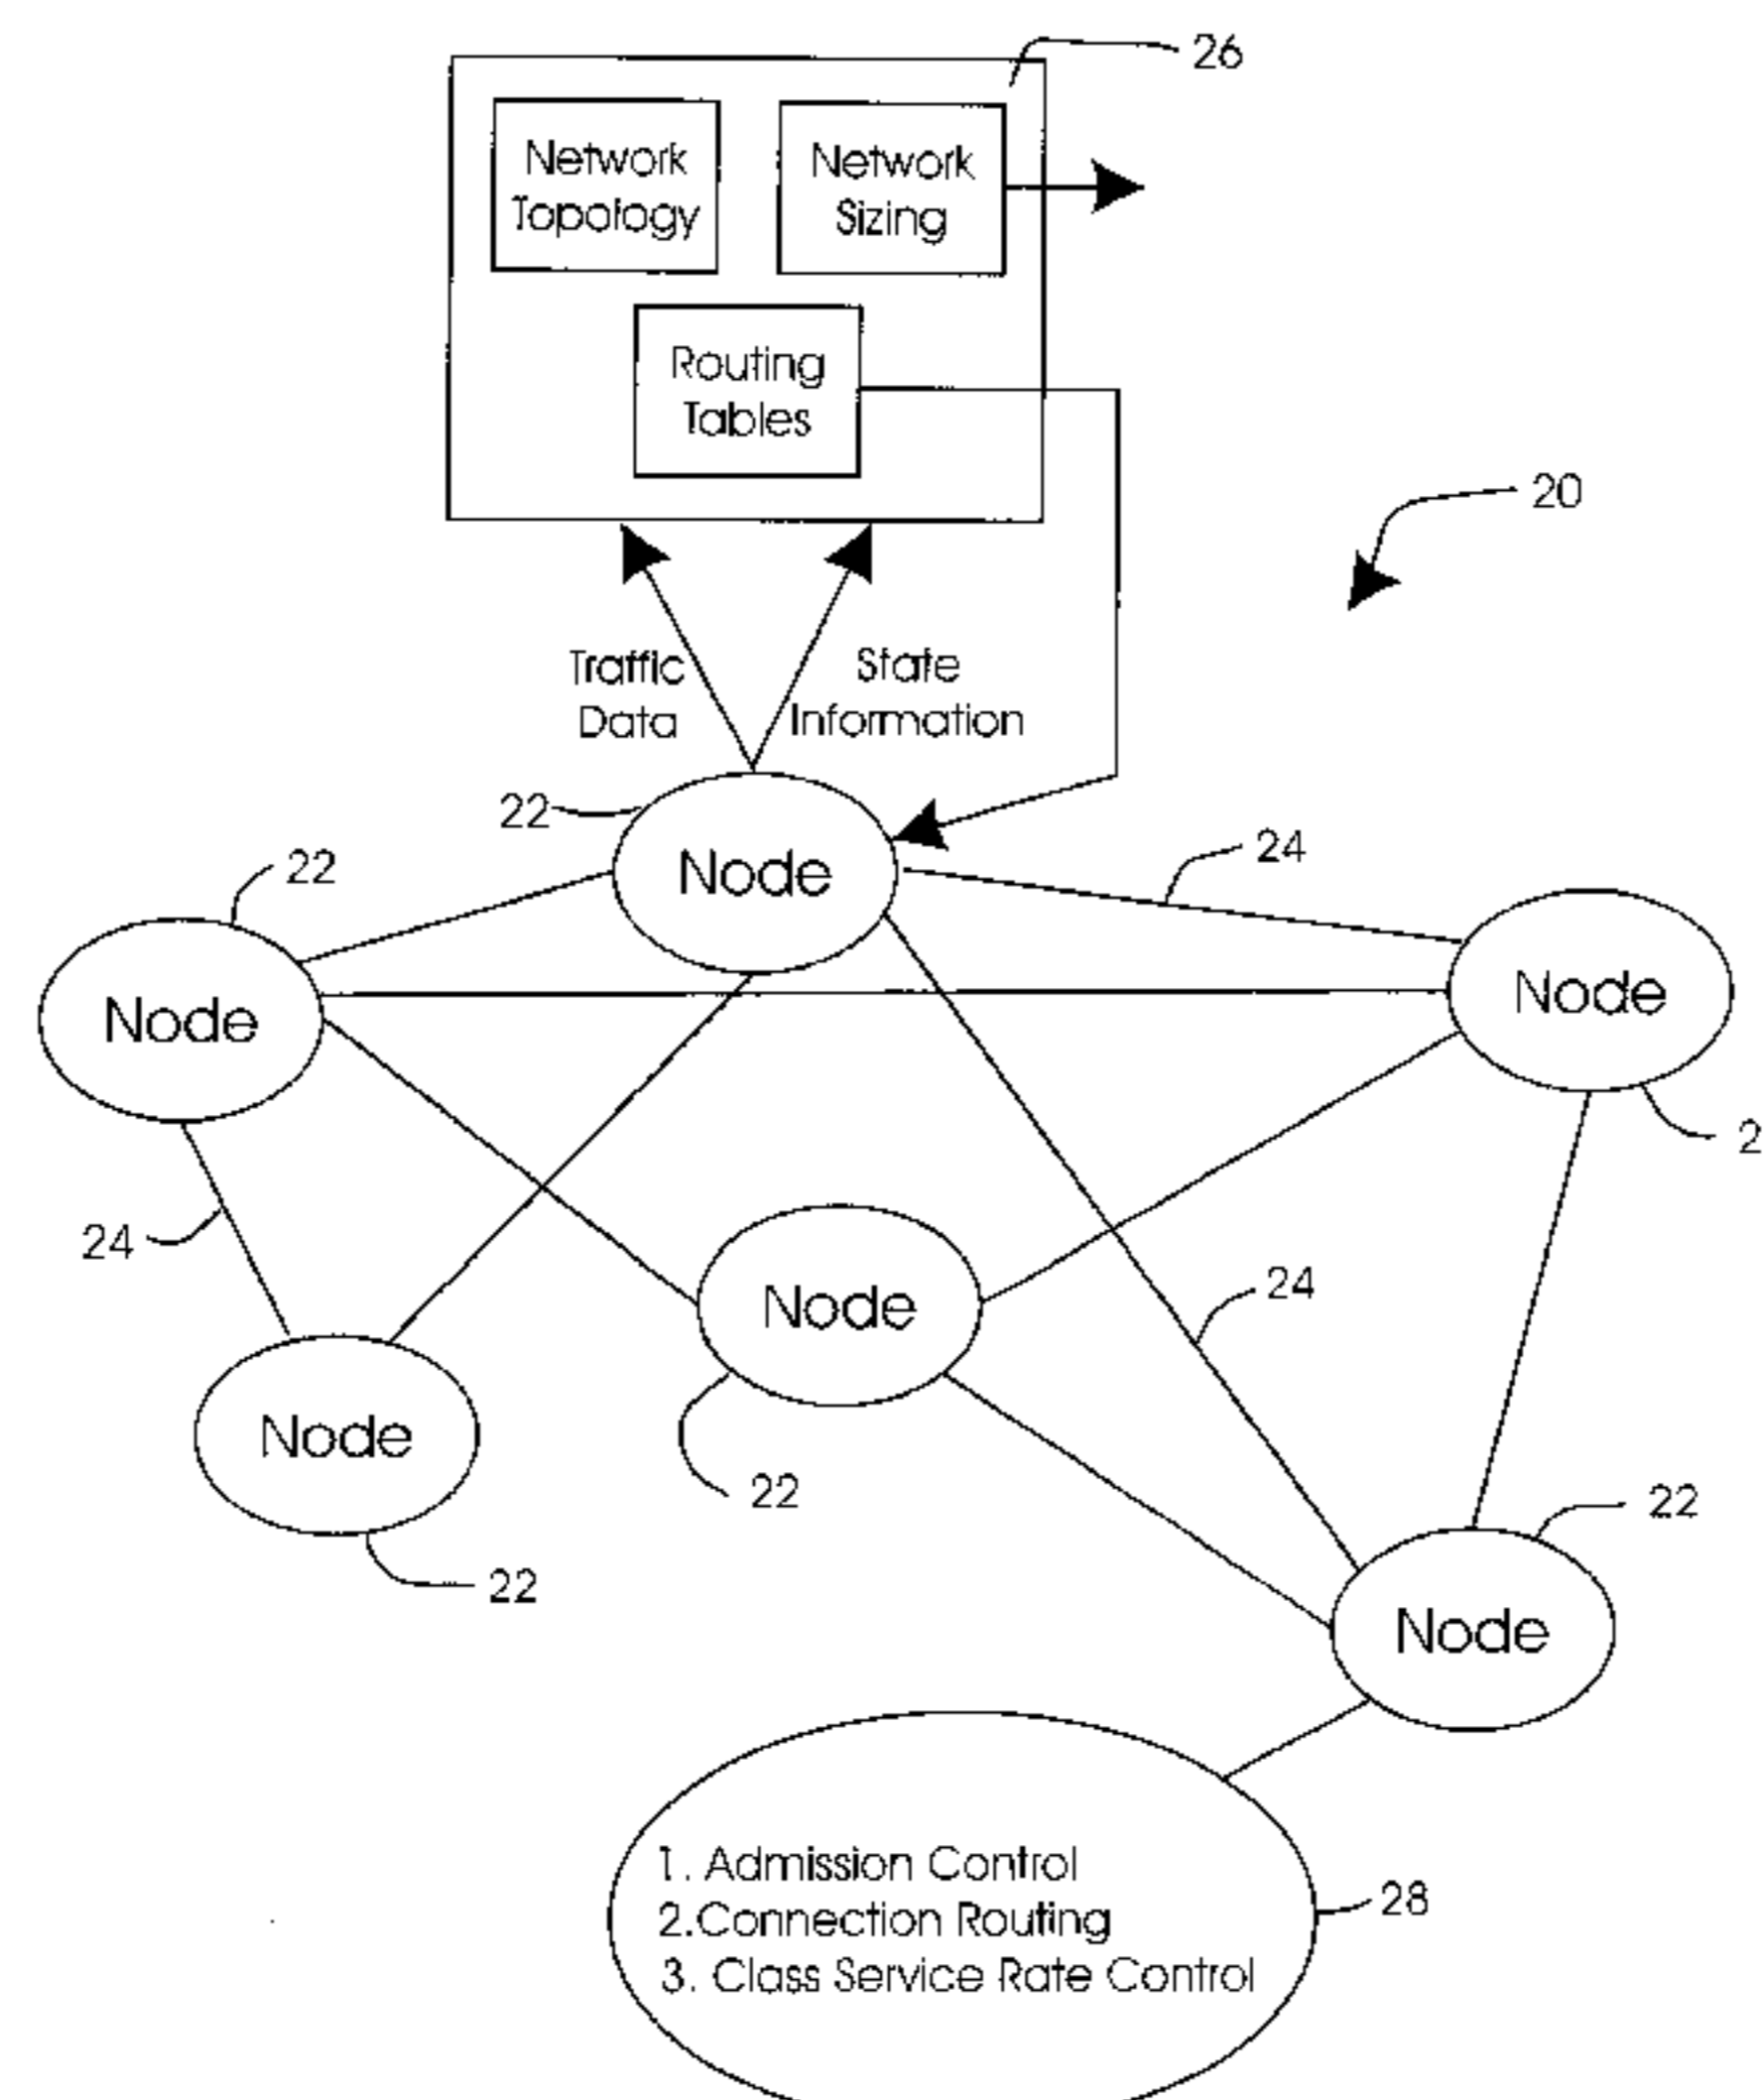 26
Network
Topology
Network
Sizing
Routing
Tables
20
Traffic
Data
State
Information
22
Node
24
22
Node
Node
2
24
Node
24
Node
22
Node
22
22
Node
1. Admission Control
2.Connection Routing
3. Class Service Rate Control
28